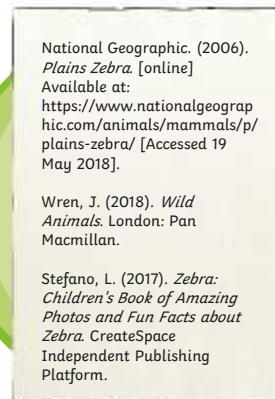 National Geographic. (2006).
Plains Zebra. [online]
Available at:
https://www.nationalgeograp
hic.com/animals/mammals/p/
plains-zebra/ [Accessed 19
May 2018].
Wren, J. (2018). Wild
Animals. London: Pan
Macmillan.
Stefano, L. (2017). Zebra:
Children's Book of Amazing
Photos and Fun Facts about
Zebra. CreateSpace
Independent Publishing
Platform.